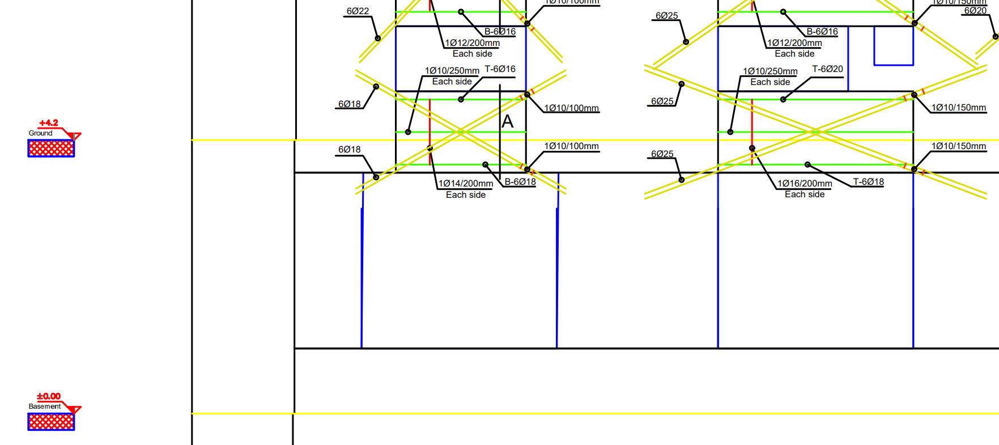 1Ø10/100mm
1Ø10/150mm
6Ø22
6Ø25
6Ø20
B-6Ø16
B-6Ø16
1Ø12/200mm
Each side
1Ø12/200mm
Each side
1Ø10/250mm
Each side
T-6Ø16
1Ø10/250mm
Each side
T-6Ø20
6Ø18
1Ø10/100mm
6Ø25
1Ø10/150mm
A
+4.2
Ground
6Ø18
1Ø10/100mm
6Ø25
1Ø10/150mm
1Ø14/200mm
Each side
B-6Ø18
1Ø16/200mm
Each side
T-6Ø18
±0.00
Basement